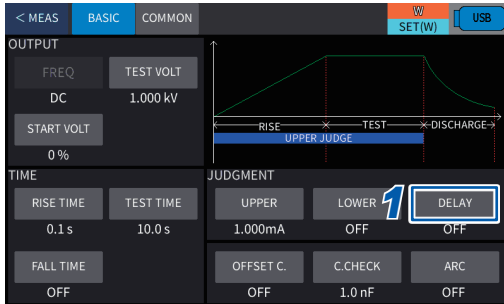 < MEAS BASIC COMMON W SET(W) USB
OUTPUT
FREQ TEST VOLT
DC 1.000 kV
START VOLT
0 %
RISE TEST DISCHARGE
UPPER JUDGE
TIME
RISE TIME TEST TIME
0.1 s 10.0 s
FALL TIME
OFF
JUDGMENT
UPPER LOWER 1 DELAY
1.000mA OFF OFF
OFFSET C. C.CHECK ARC
OFF 1.0 nF OFF